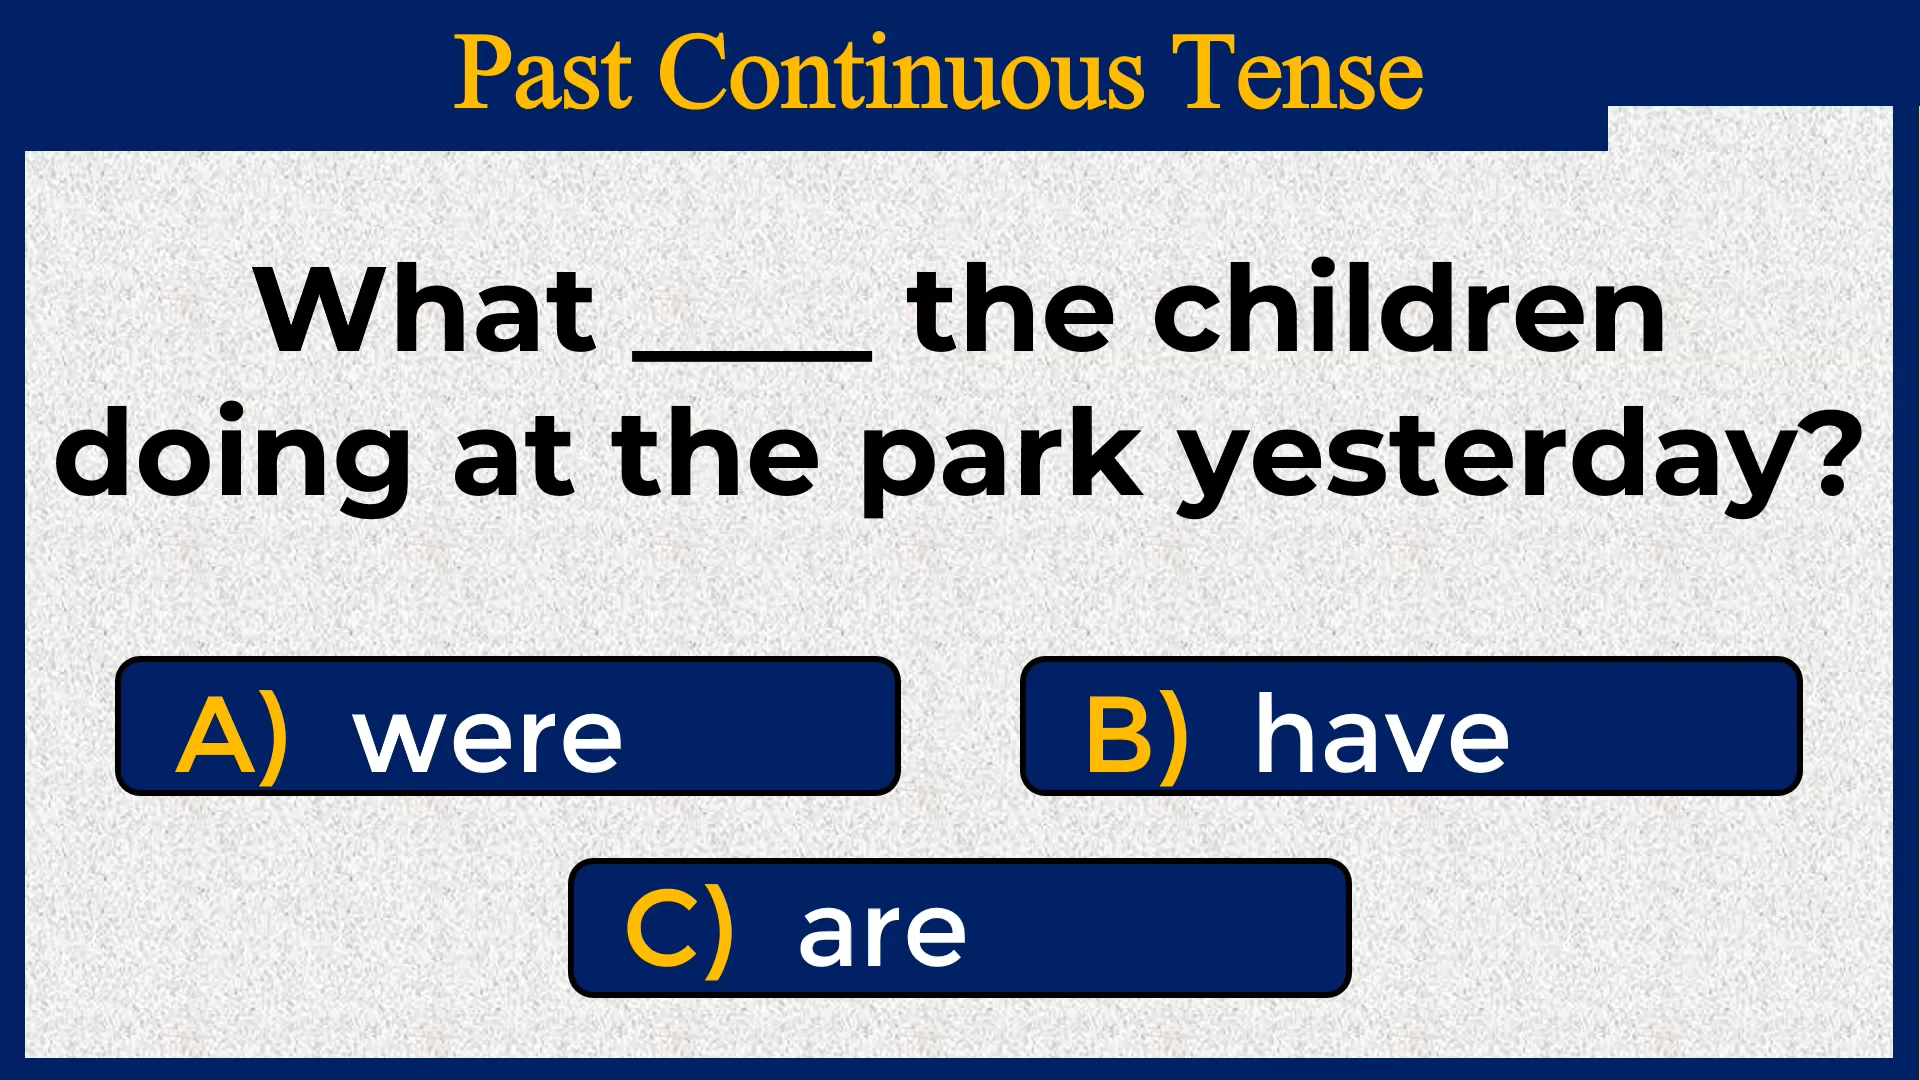 Past Continuous Tense
What ____ the children
doing at the park yesterday?
A) were
B) have
C) are